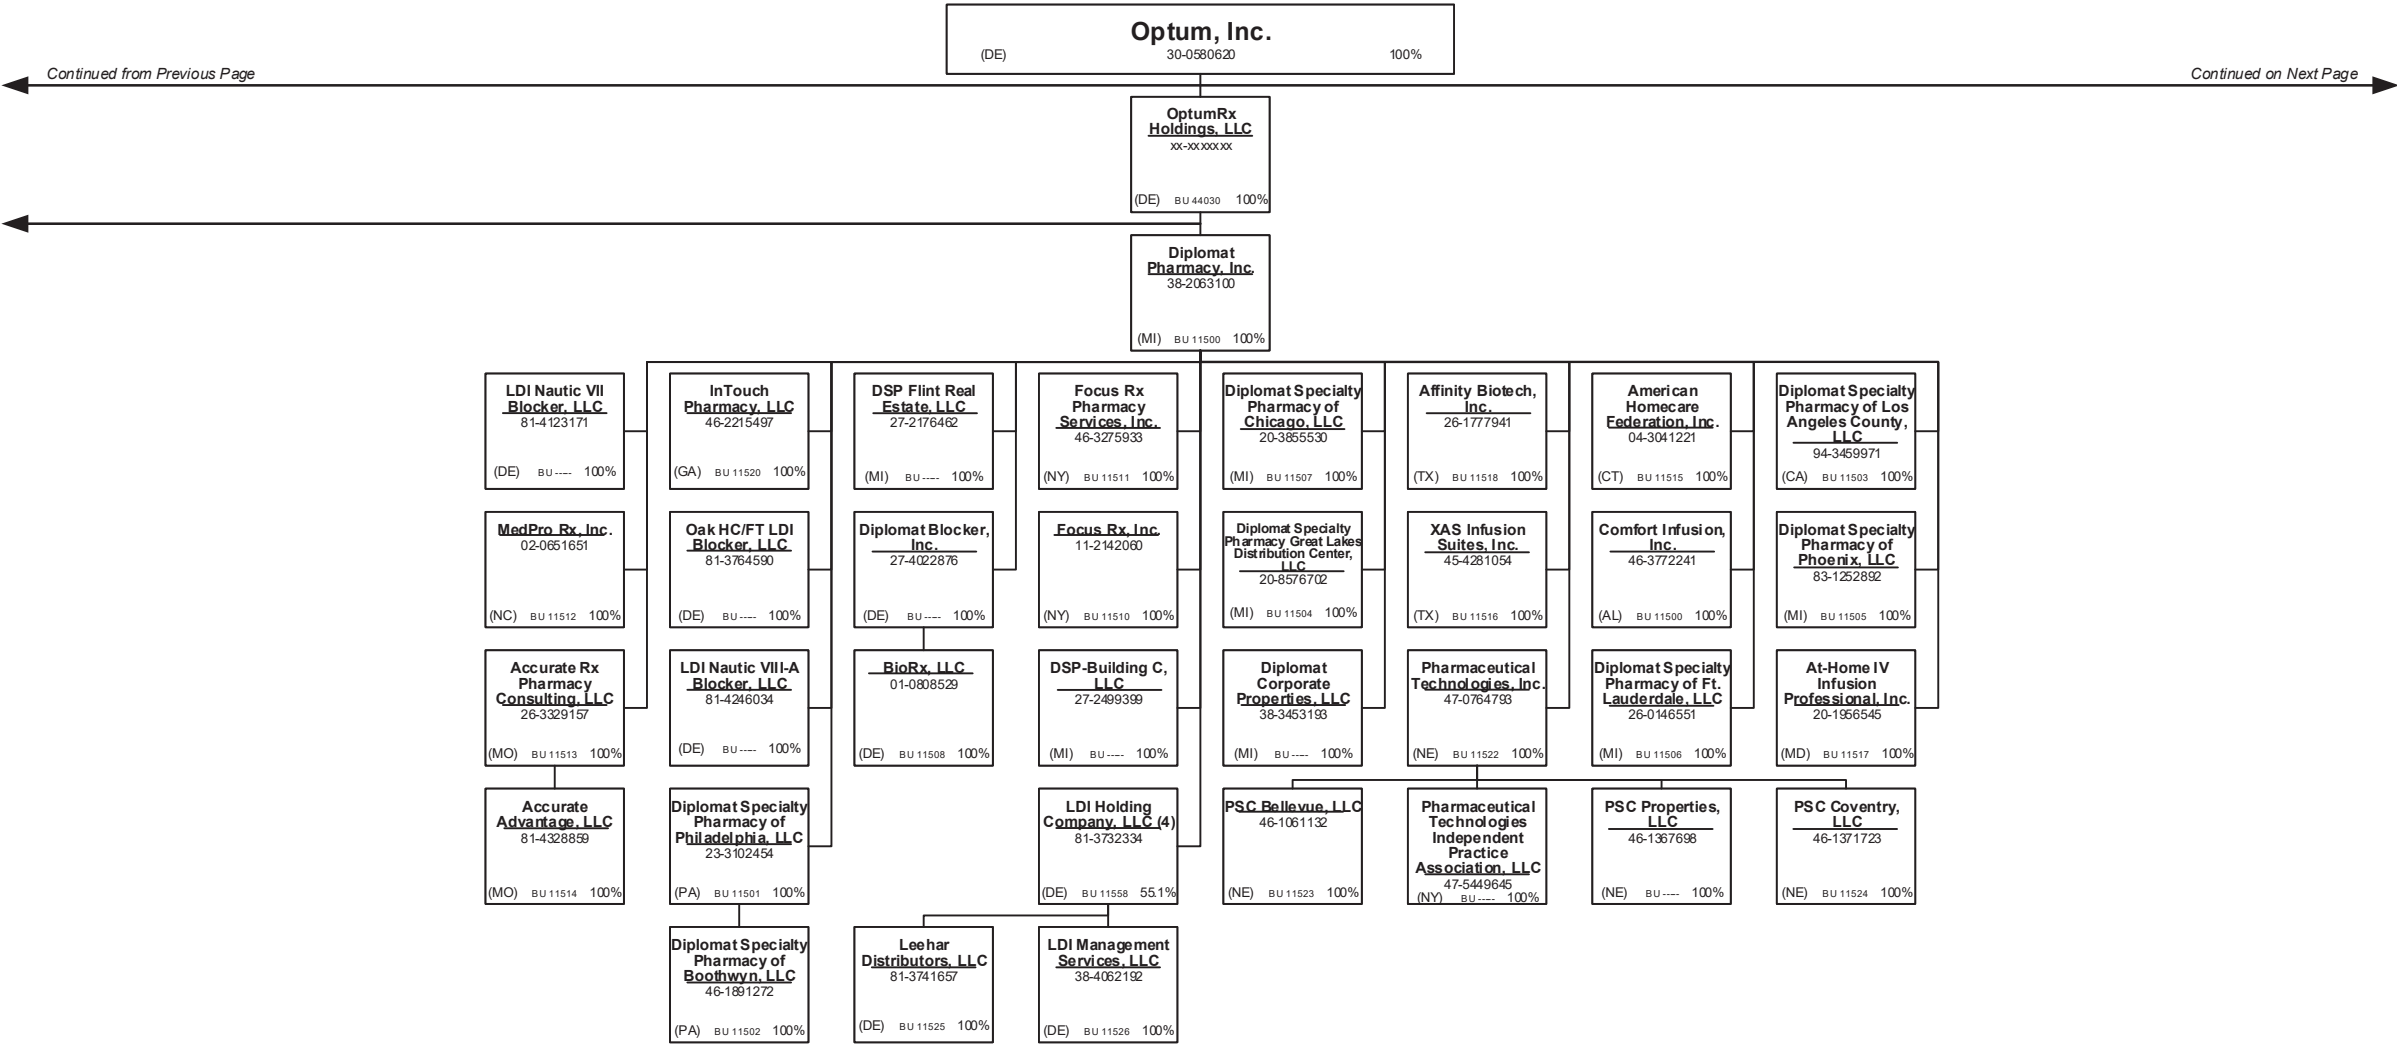 Optum, Inc.
(DE) 30-0580620 100%
Continued from Previous Page
Continued on Next Page
OptumRx
Holdings, LLC
xx-xxxxxxx
(DE) BU 44030 100%
Diplomat
Pharmacy, Inc.
38-2063100
(MI) BU 11500 100%
LDI Nautic VII
Blocker, LLC
81-4123171
(DE) BU ----- 100%
InTouch
Pharmacy, LLC
46-2215497
(GA) BU 11520 100%
DSP Flint Real
Estate, LLC
27-2176462
(MI) BU ----- 100%
Focus Rx
Pharmacy
Services, Inc.
46-3275933
(NY) BU 11511 100%
Diplomat Specialty
Pharmacy of
Chicago, LLC
20-3855530
(MI) BU 11507 100%
Affinity Biotech,
Inc.
26-1777941
(TX) BU 11518 100%
American
Homecare
Federation, Inc.
04-3041221
(CT) BU 11515 100%
Diplomat Specialty
Pharmacy of Los
Angeles County,
LLC
94-3459971
(CA) BU 11503 100%
MedPro Rx, Inc.
02-0651651
(NC) BU 11512 100%
Oak HC/FT LDI
Blocker, LLC
81-3764590
(DE) BU ----- 100%
Diplomat Blocker,
Inc.
27-4022876
(DE) BU ----- 100%
Focus Rx, Inc.
11-2142060
(NY) BU 11510 100%
Diplomat Specialty
Pharmacy Great Lakes
Distribution Center,
LLC
20-8576702
(MI) BU 11504 100%
XAS Infusion
Suites, Inc.
45-4281054
(TX) BU 11516 100%
Comfort Infusion,
Inc.
46-3772241
(AL) BU 11500 100%
Diplomat Specialty
Pharmacy of
Phoenix, LLC
83-1252892
(MI) BU 11505 100%
Accurate Rx
Pharmacy
Consulting, LLC
26-3329157
(MO) BU 11513 100%
LDI Nautic VIII-A
Blocker, LLC
81-4246034
(DE) BU ----- 100%
BioRx, LLC
01-0808529
(DE) BU 11508 100%
DSP-Building C,
LLC
27-2499399
(MI) BU ----- 100%
Diplomat
Corporate
Properties, LLC
38-3453193
(MI) BU ----- 100%
Pharmaceutical
Technologies, Inc.
47-0764793
(NE) BU 11522 100%
Diplomat Specialty
Pharmacy of Ft.
Lauderdale, LLC
26-0146551
(MI) BU 11506 100%
At-Home IV
Infusion
Professional, Inc.
20-1956545
(MD) BU 11517 100%
Accurate
Advantage, LLC
81-4328859
(MO) BU 11514 100%
Diplomat Specialty
Pharmacy of
Philadelphia, LLC
23-3102454
(PA) BU 11501 100%
LDI Holding
Company, LLC (4)
81-3732334
(DE) BU 11558 55.1%
PSC Bellevue, LLC
46-1061132
(NE) BU 11523 100%
Pharmaceutical
Technologies
Independent
Practice
Association, LLC
47-5449645
(NY) BU ----- 100%
PSC Properties,
LLC
46-1367698
(NE) BU ----- 100%
PSC Coventry,
LLC
46-1371723
(NE) BU 11524 100%
Diplomat Specialty
Pharmacy of
Boothwyn, LLC
46-1891272
(PA) BU 11502 100%
Leehar
Distributors, LLC
81-3741657
(DE) BU 11525 100%
LDI Management
Services, LLC
38-4062192
(DE) BU 11526 100%